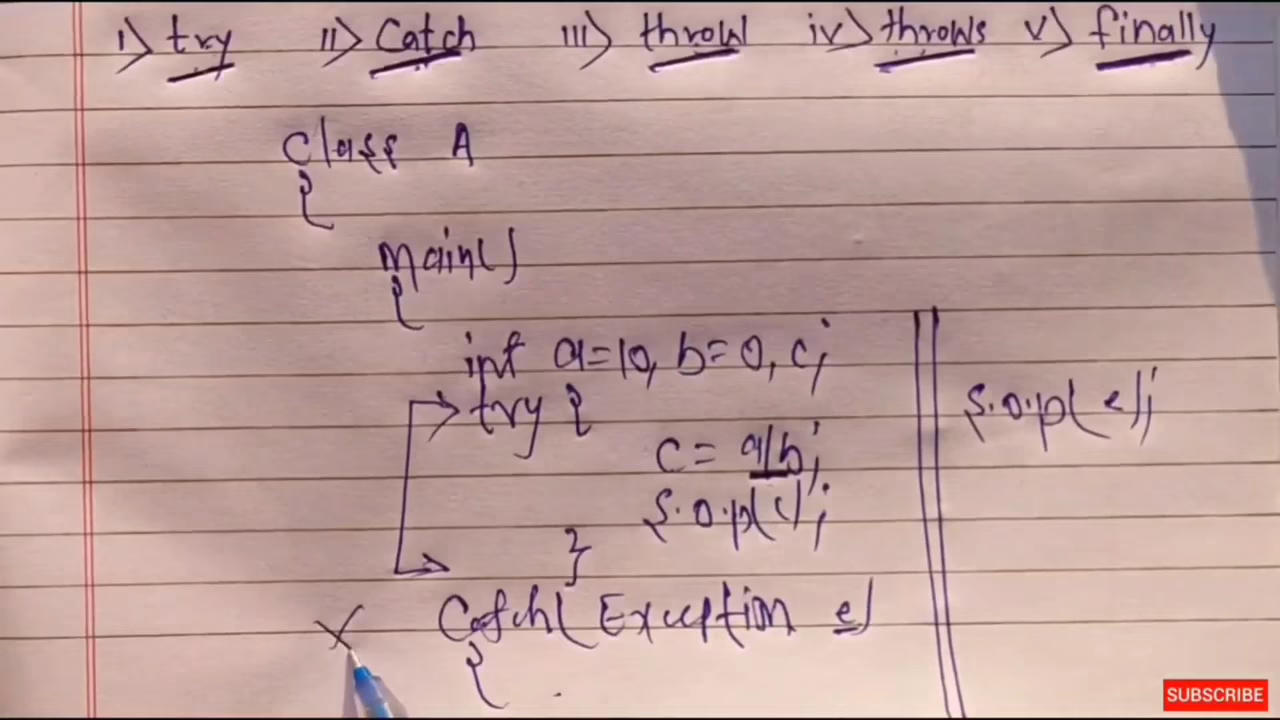 i) try ii) Catch iii) throw iv) throws v) finally
Class A
{
Main()
{
int a=10, b=0, c;
try {
c = a/b;
S.o.p(c);
}
Catch(Exception e)
{
S.o.p(e);
SUBSCRIBE